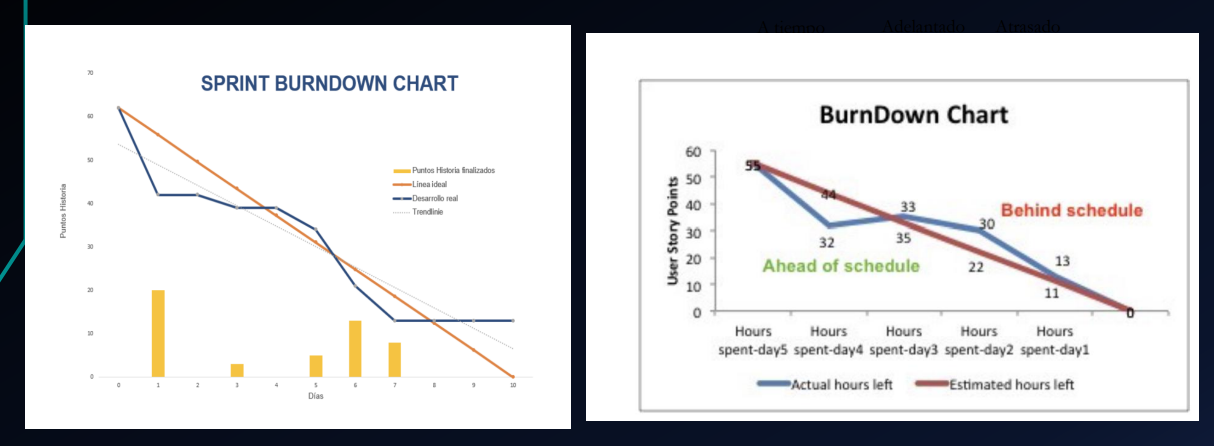 A tiempo Adelantado Atrasado
SPRINT BURNDOWN CHART
70
60
50
40
30
20
10
0
Puntos Historia
Puntos Historia finalizados
Línea ideal
Desarrollo real
Trendlinie
0 1 2 3 4 5 6 7 8 9 10
Días
BurnDown Chart
60
50
40
30
20
10
0
User Story Points
55
44
32
33
35
30
22
13
11
0
Behind schedule
Ahead of schedule
Hours Hours Hours Hours Hours
spent-day5 spent-day4 spent-day3 spent-day2 spent-day1
Actual hours left Estimated hours left